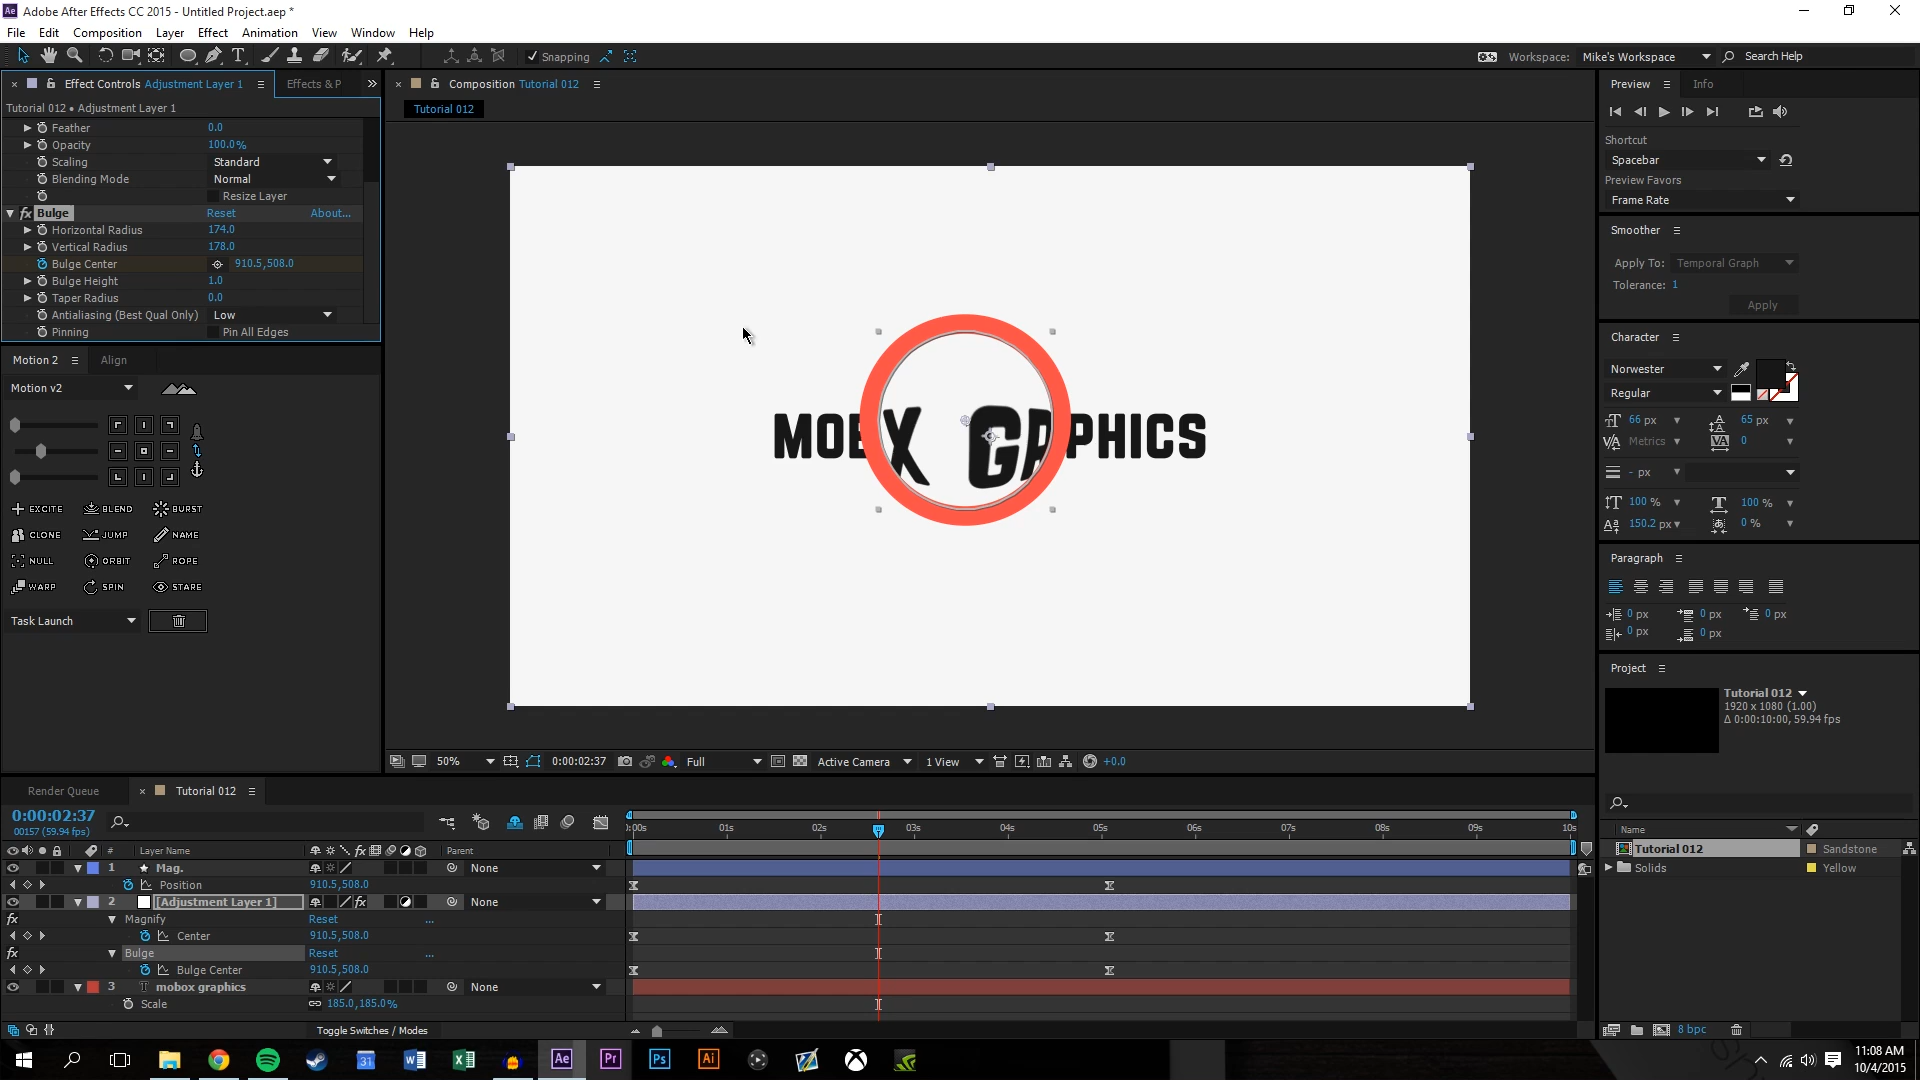 Adobe After Effects CC 2015 - Untitled Project.aep *
File Edit Composition Layer Effect Animation View Window Help
Snapping
Workspace: Mike's Workspace Search Help
Effect Controls Adjustment Layer 1 Effects & P
Tutorial 012 • Adjustment Layer 1
Feather 0.0
Opacity 100.0%
Scaling Standard
Blending Mode Normal
Resize Layer
fx Bulge Reset About...
Horizontal Radius 174.0
Vertical Radius 178.0
Bulge Center 910.5,508.0
Bulge Height 1.0
Taper Radius 0.0
Antialiasing (Best Qual Only) Low
Pinning Pin All Edges
Motion 2 Align
Motion v2
EXCITE BLEND BURST
CLONE JUMP NAME
NULL ORBIT ROPE
WARP SPIN STARE
Task Launch
Composition Tutorial 012
Tutorial 012
MOBX GAPHICS
50% 0:00:02:37 Full Active Camera 1 View +0.0
Preview Info
Shortcut
Spacebar
Preview Favors
Frame Rate
Smoother
Apply To: Temporal Graph
Tolerance: 1
Apply
Character
Norwester
Regular
66 px 65 px
Metrics 0
- px
100 % 100 %
150.2 px 0 %
Paragraph
0 px 0 px 0 px
0 px 0 px
Project
Tutorial 012
1920 x 1080 (1.00)
Δ 0:00:10:00, 59.94 fps
Name
Tutorial 012 Sandstone
Solids Yellow
8 bpc
Render Queue Tutorial 012
0:00:02:37
00157 (59.94 fps)
):00s 01s 02s 03s 04s 05s 06s 07s 08s 09s 10s
# Layer Name fx Parent
1 Mag. None
Position 910.5,508.0
2 [Adjustment Layer 1] fx None
fx Magnify Reset ...
Center 910.5,508.0
fx Bulge Reset ...
Bulge Center 910.5,508.0
3 T mobox graphics None
Scale 185.0,185.0%
Toggle Switches / Modes
31 Ae Pr Ps Ai
11:08 AM
10/4/2015